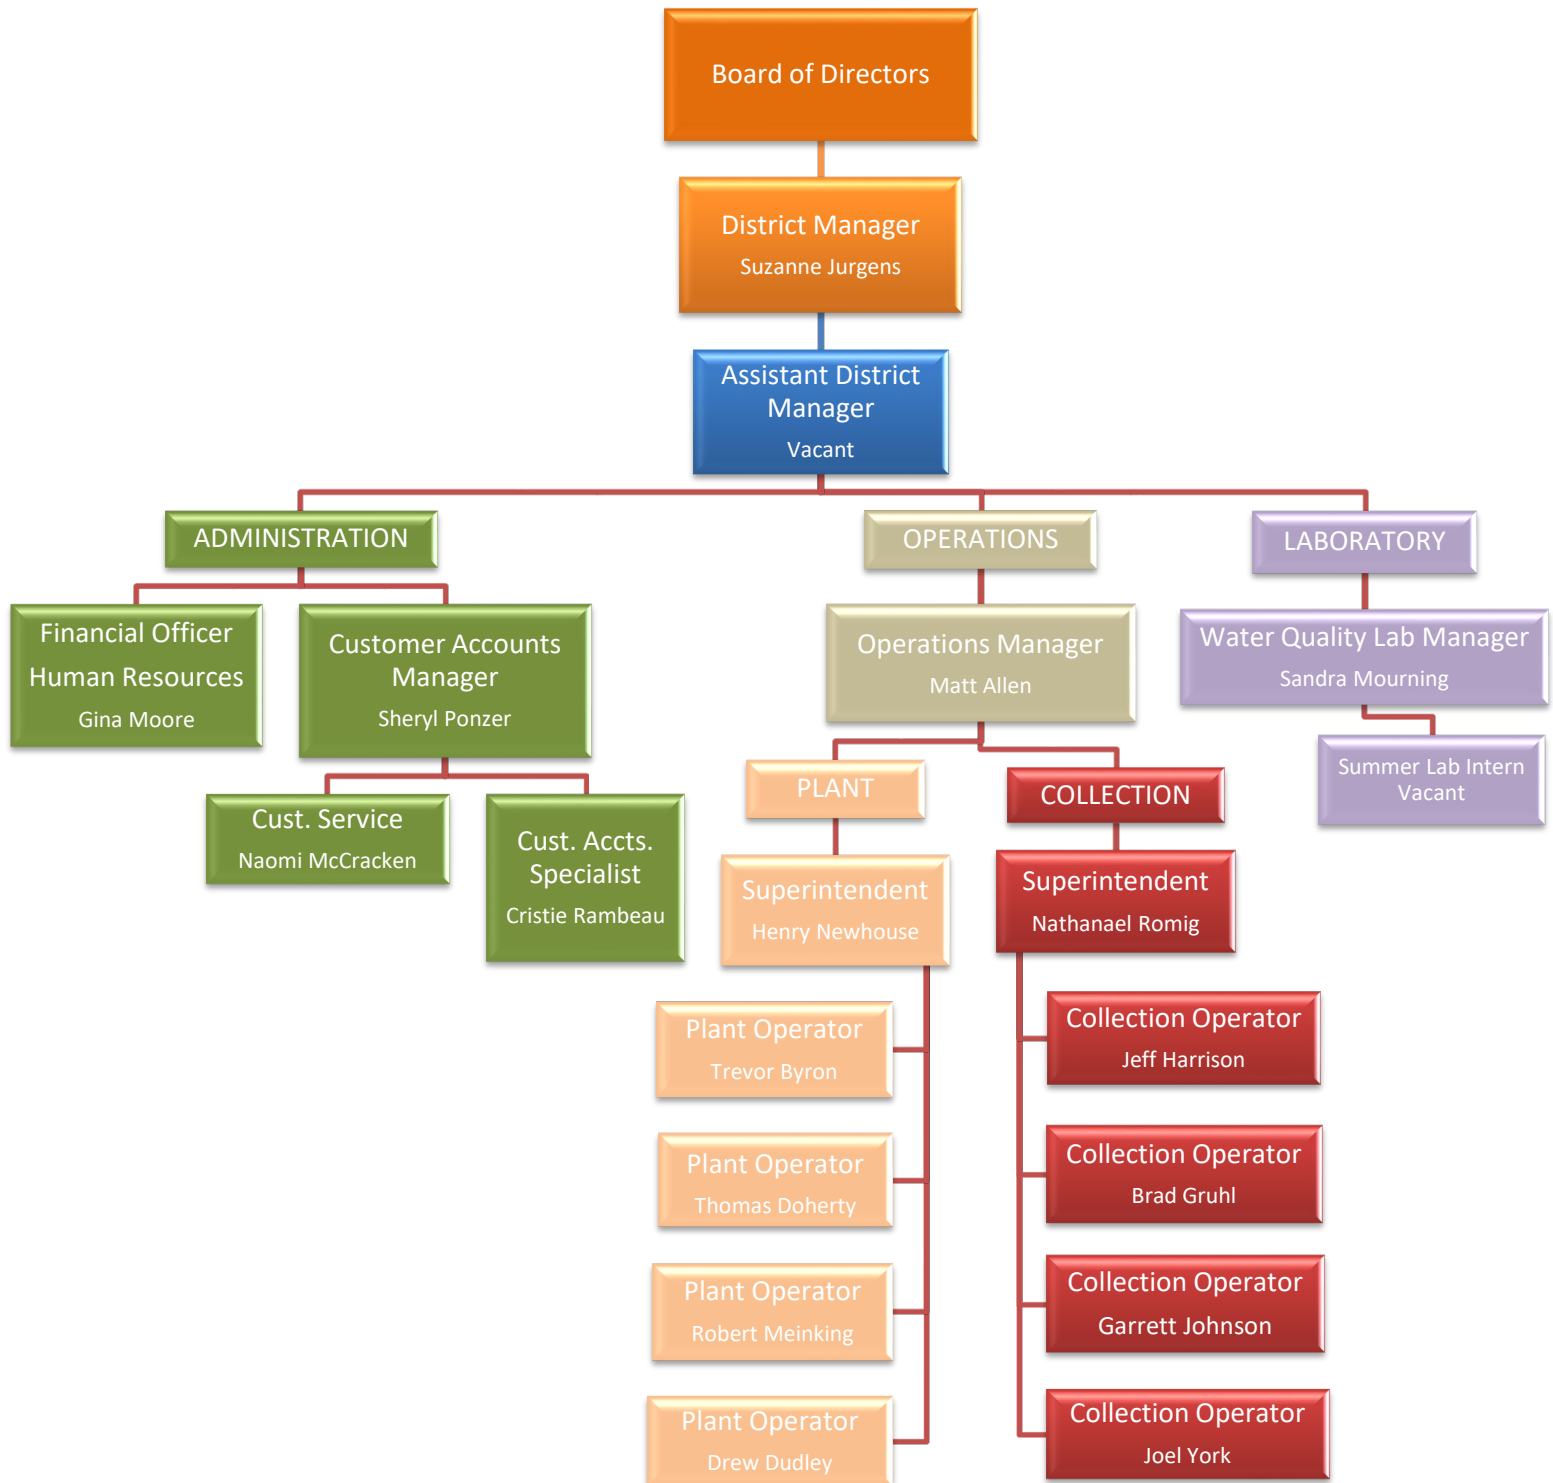 Board of Directors
District Manager
Suzanne Jurgens
Assistant District
Manager
Vacant
ADMINISTRATION
OPERATIONS
LABORATORY
Financial Officer
Human Resources
Gina Moore
Customer Accounts
Manager
Sheryl Ponzer
Operations Manager
Matt Allen
Water Quality Lab Manager
Sandra Mourning
Cust. Service
Naomi McCracken
Cust. Accts.
Specialist
Cristie Rambeau
PLANT
COLLECTION
Summer Lab Intern
Vacant
Superintendent
Henry Newhouse
Superintendent
Nathanael Romig
Plant Operator
Trevor Byron
Collection Operator
Jeff Harrison
Plant Operator
Thomas Doherty
Collection Operator
Brad Gruhl
Plant Operator
Robert Meinking
Collection Operator
Garrett Johnson
Plant Operator
Drew Dudley
Collection Operator
Joel York